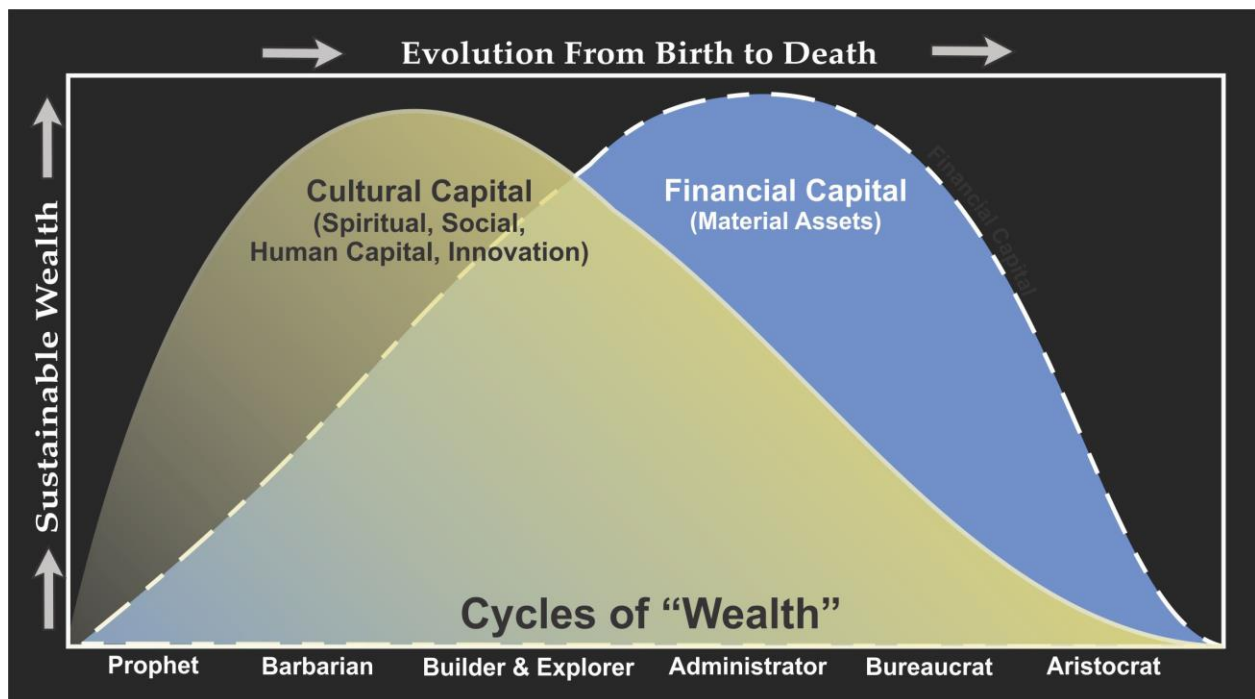 Evolution From Birth to Death
Sustainable Wealth
Cultural Capital
(Spiritual, Social,
Human Capital, Innovation)
Financial Capital
(Material Assets)
Financial Capital
Cycles of “Wealth”
Prophet Barbarian Builder & Explorer Administrator Bureaucrat Aristocrat